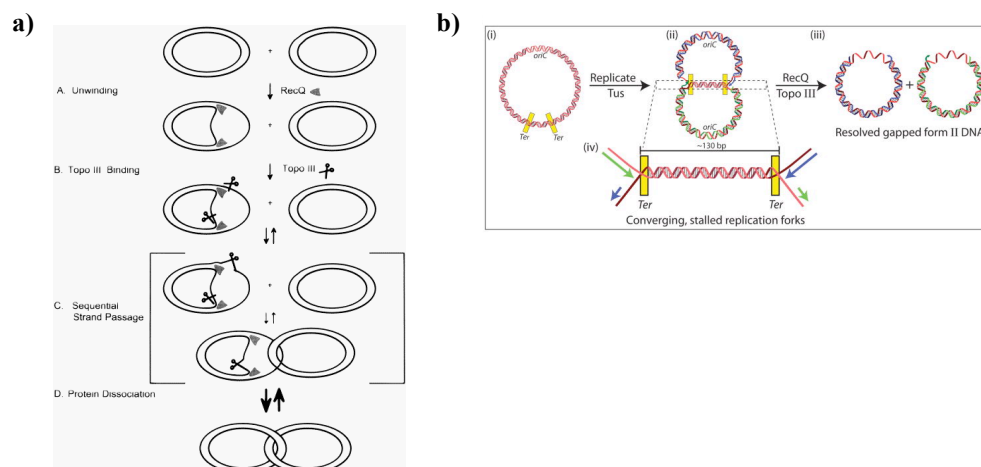 a)
+
A. Unwinding
RecQ
+
B. Topo III Binding
Topo III
+
+
C. Sequential
Strand Passage
D. Protein Dissociation
b)
(i)
oriC
Ter
Ter
Replicate
Tus
(ii)
oriC
oriC
RecQ
Topo III
(iii)
+
Resolved gapped form II DNA
(iv)
~130 bp
Ter
Ter
Converging, stalled replication forks